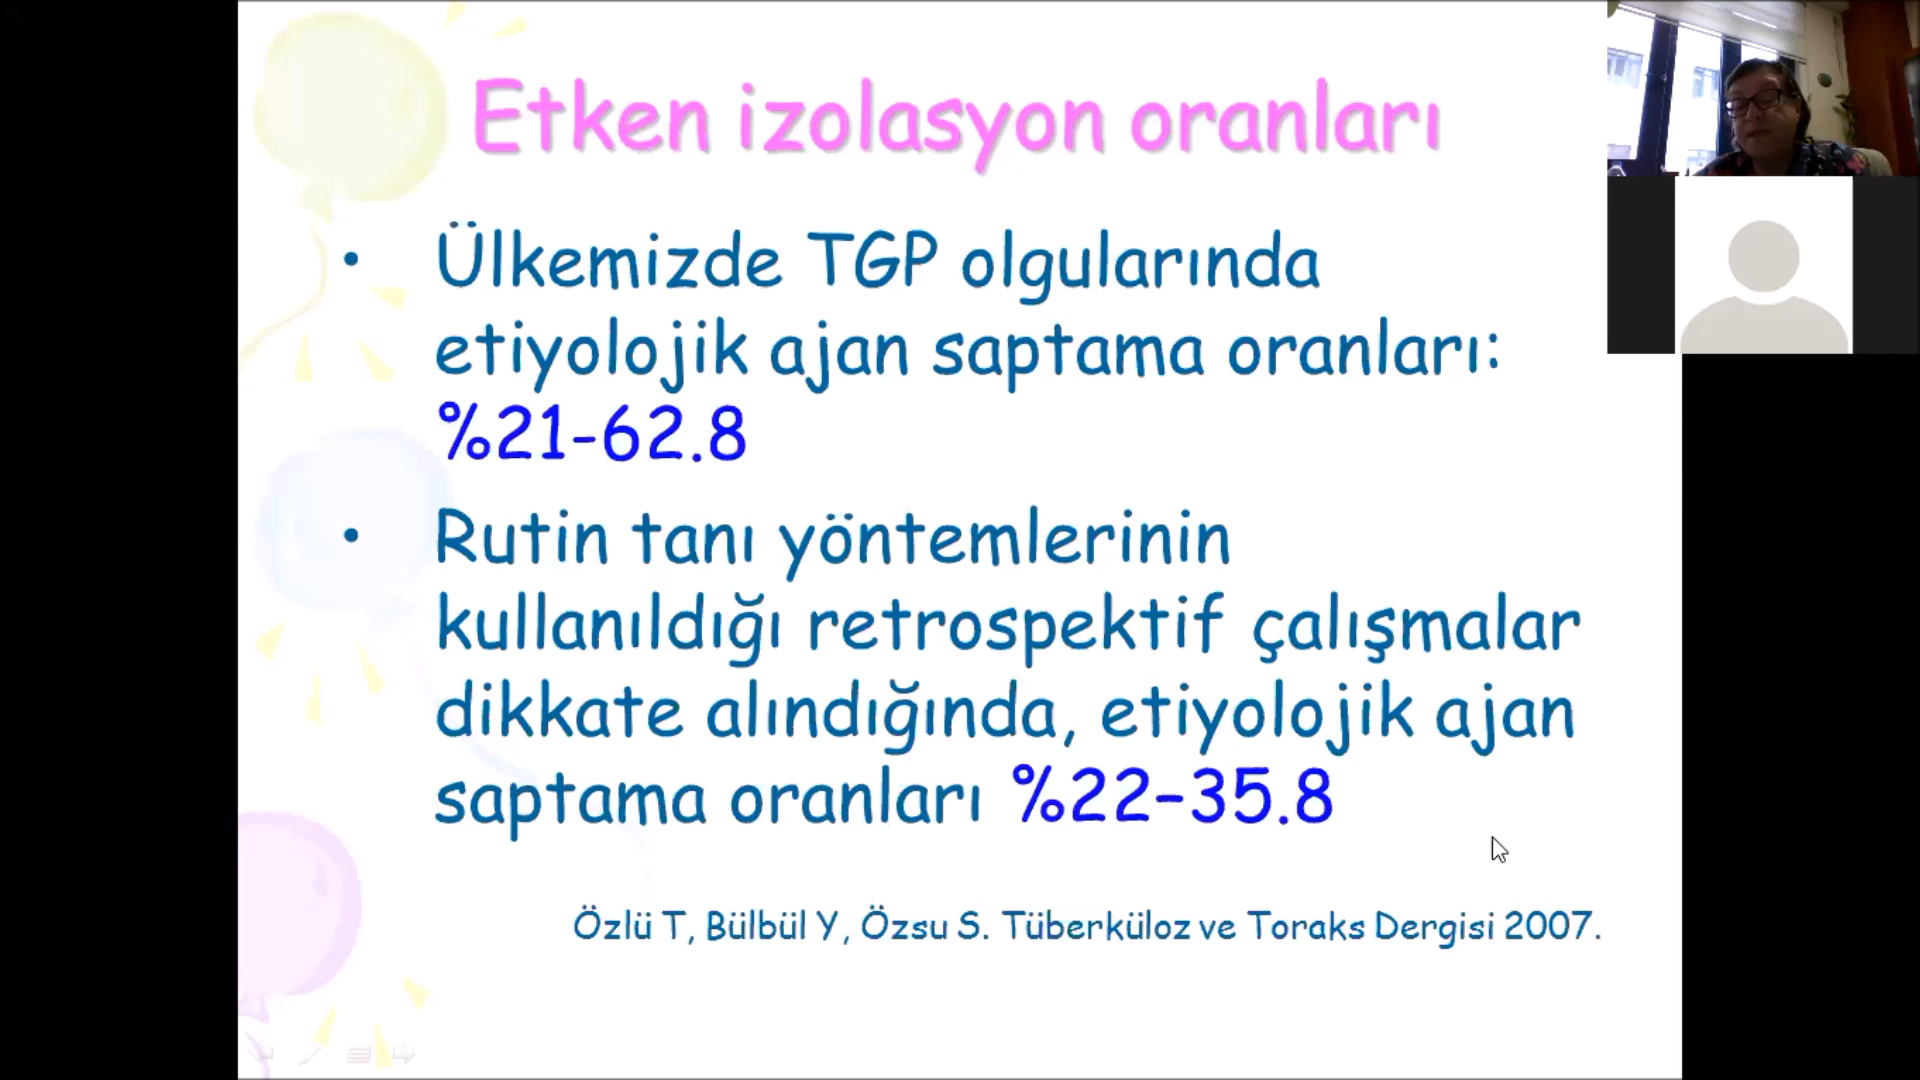 Etken izolasyon oranları
• Ülkemizde TGP olgularında
etiyolojik ajan saptama oranları:
%21-62.8
• Rutin tanı yöntemlerinin
kullanıldığı retrospektif çalışmalar
dikkate alındığında, etiyolojik ajan
saptama oranları %22–35.8
Özlü T, Bülbül Y, Özsu S. Tüberküloz ve Toraks Dergisi 2007.